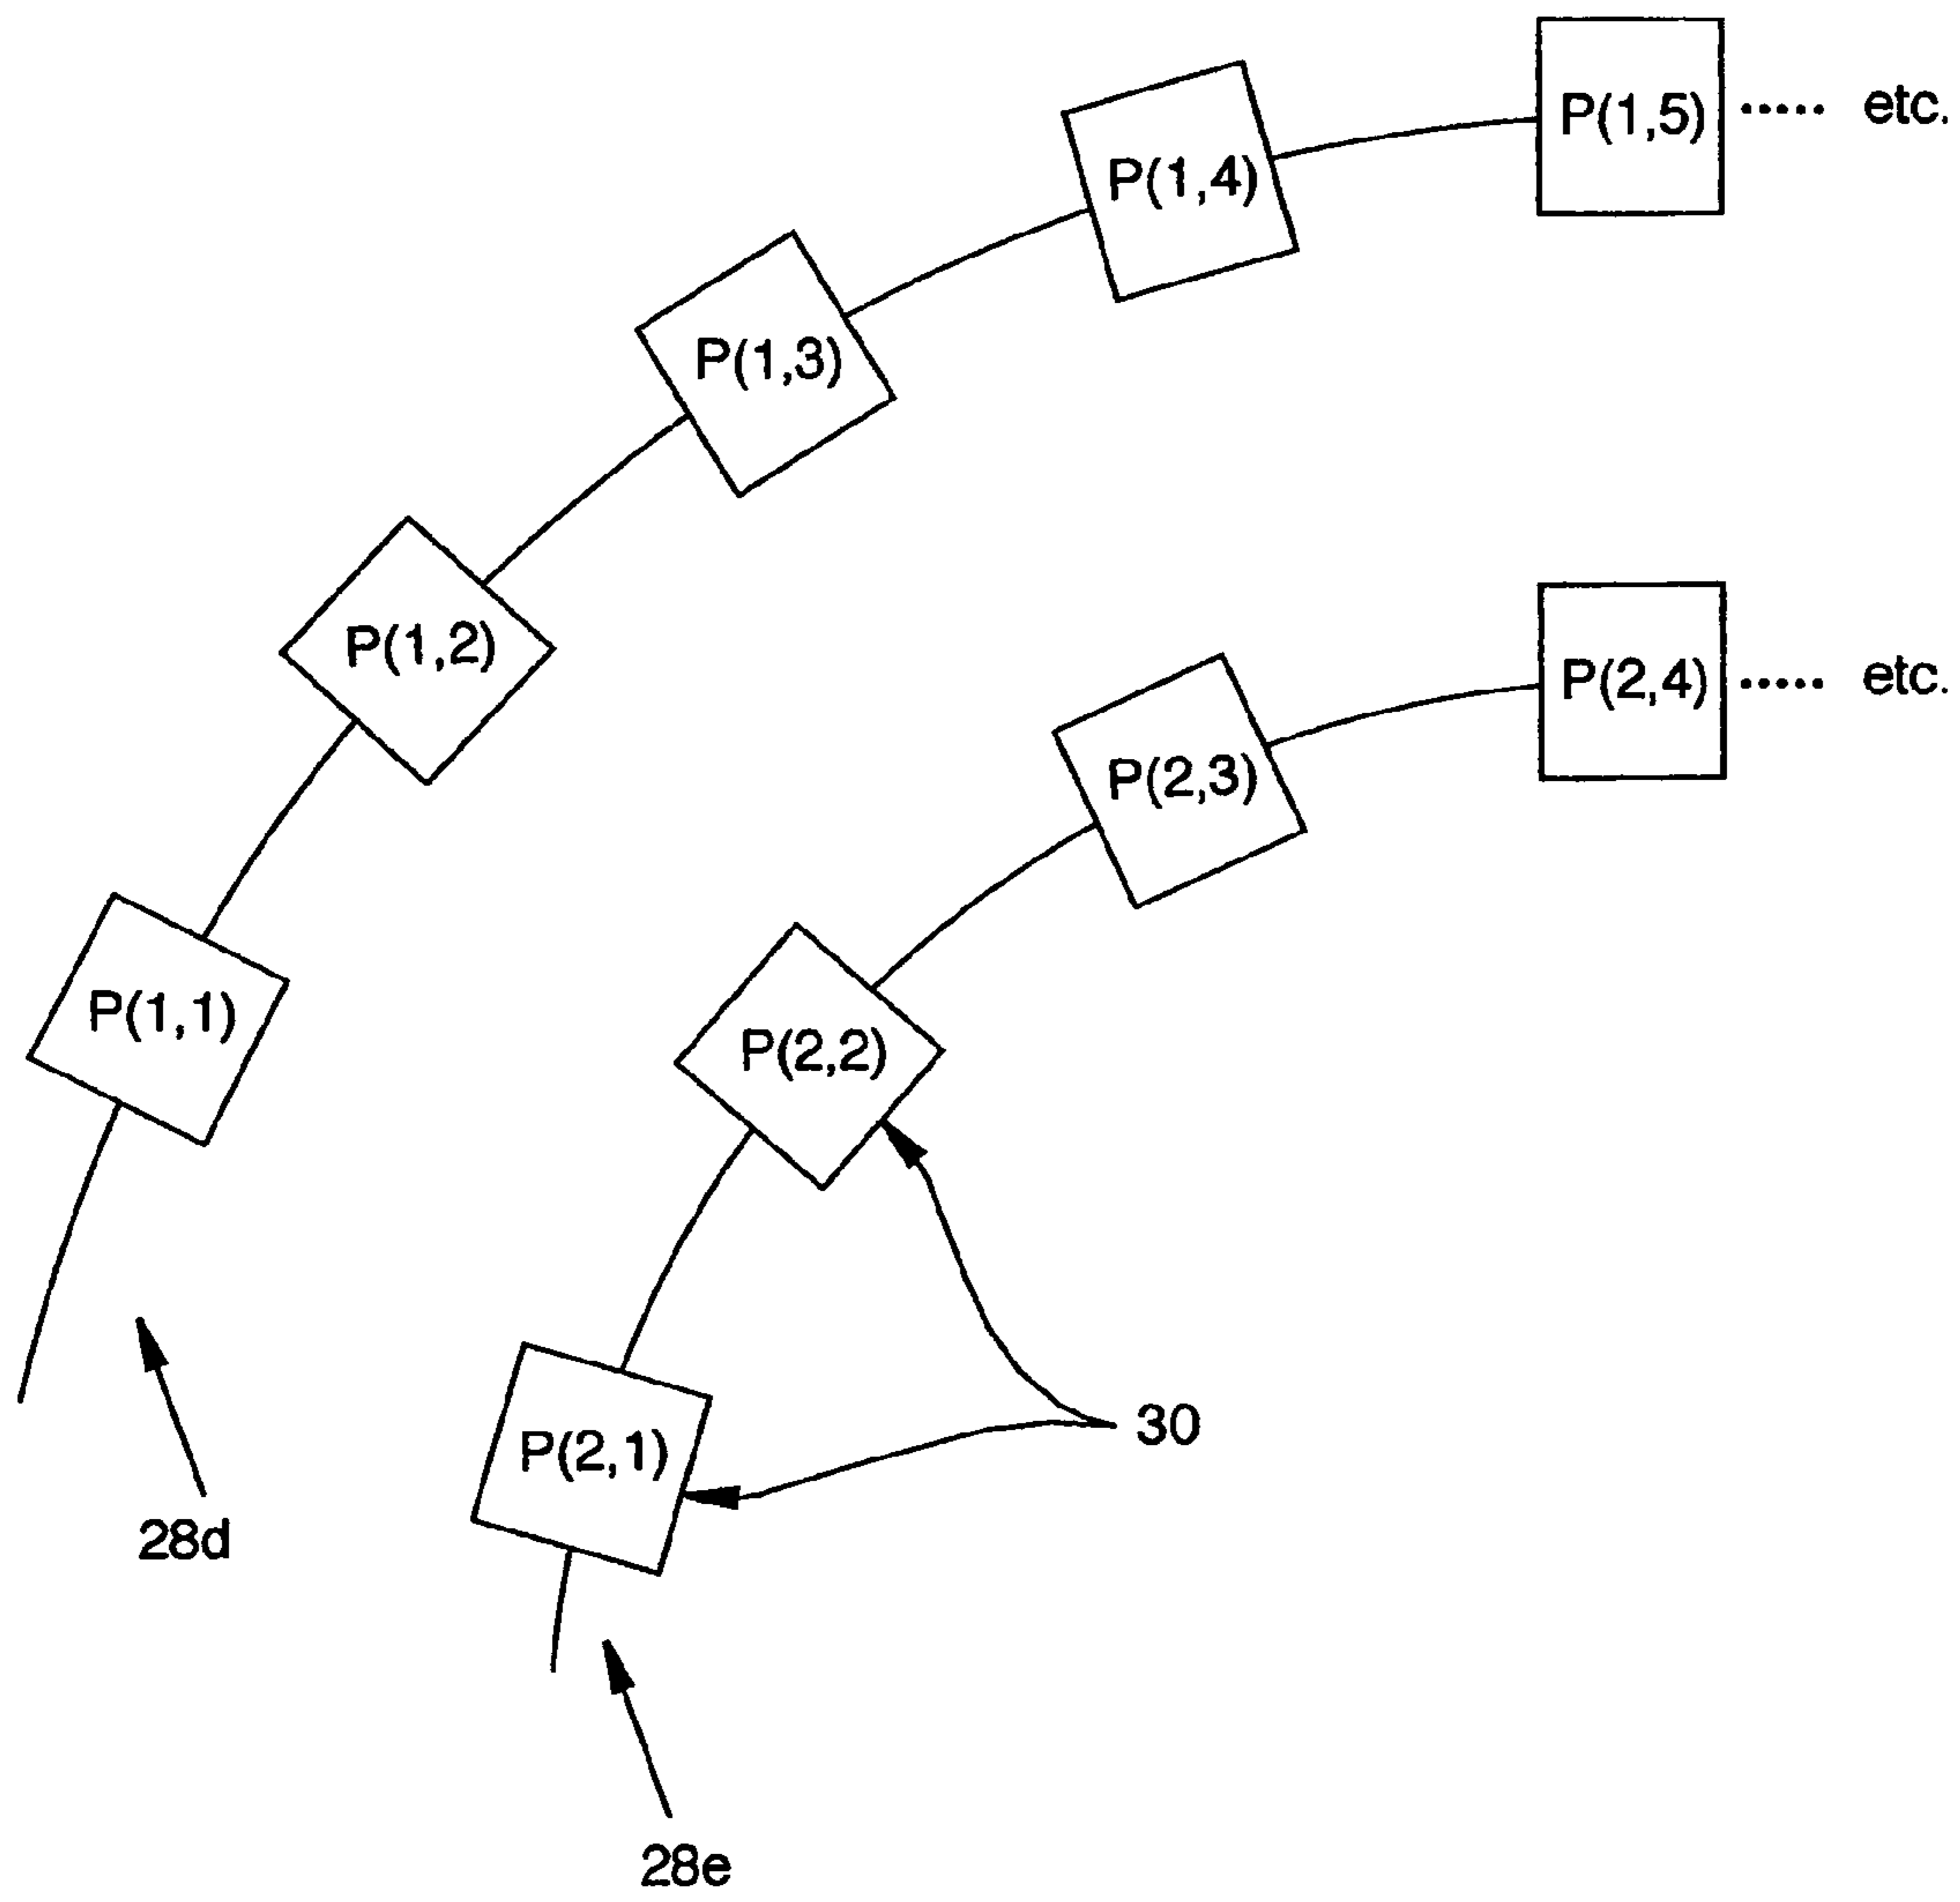 P(1,5) ..... etc.
P(1,4)
P(1,3)
P(1,2)
P(2,4) ..... etc.
P(2,3)
P(1,1)
P(2,2)
30
P(2,1)
28d
28e